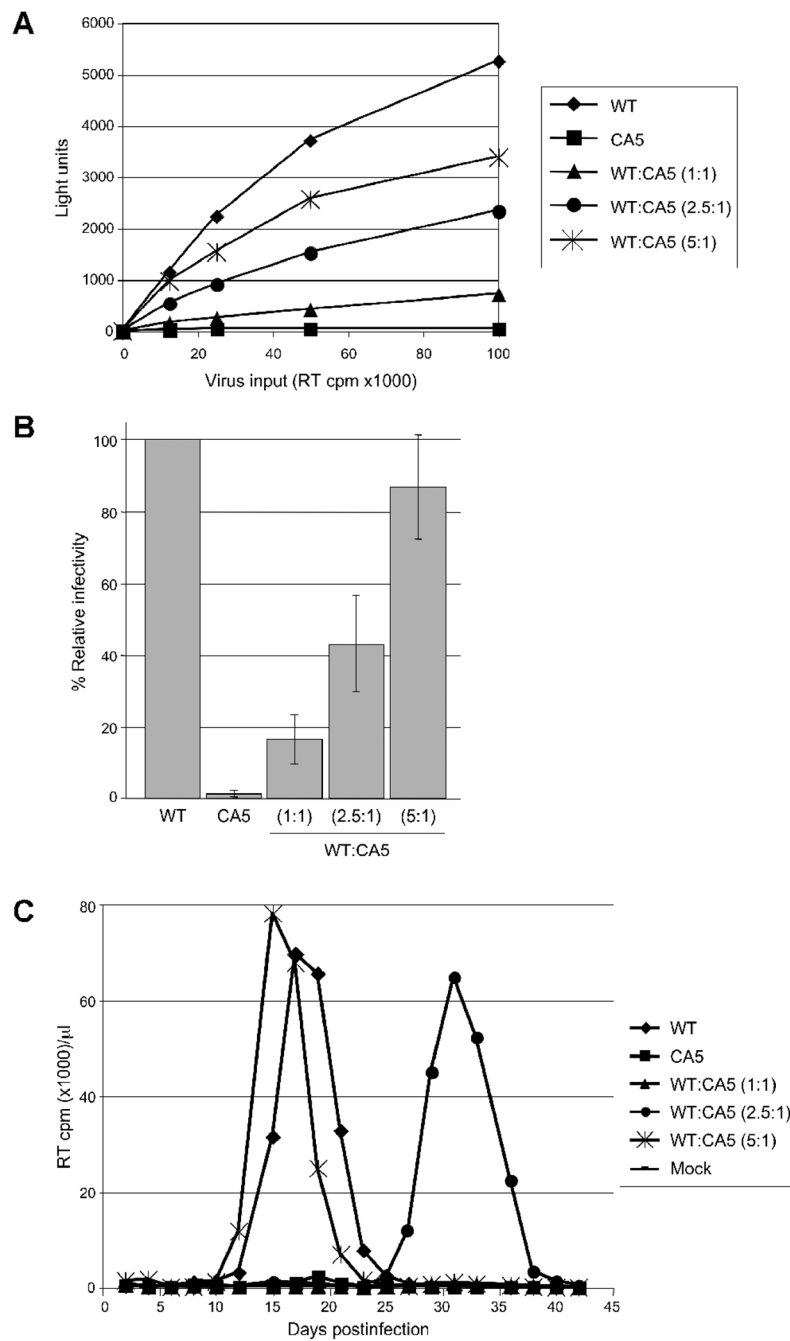 A
6000
5000
4000
3000
2000
1000
0
Light units
0 20 40 60 80 100
Virus input (RT cpm x1000)
WT
CA5
WT:CA5 (1:1)
WT:CA5 (2.5:1)
WT:CA5 (5:1)
B
100
80
60
40
20
0
% Relative infectivity
WT CA5 (1:1) (2.5:1) (5:1)
WT:CA5
C
80
60
40
20
0
RT cpm (x1000)/µl
0 5 10 15 20 25 30 35 40 45
Days postinfection
WT
CA5
WT:CA5 (1:1)
WT:CA5 (2.5:1)
WT:CA5 (5:1)
Mock